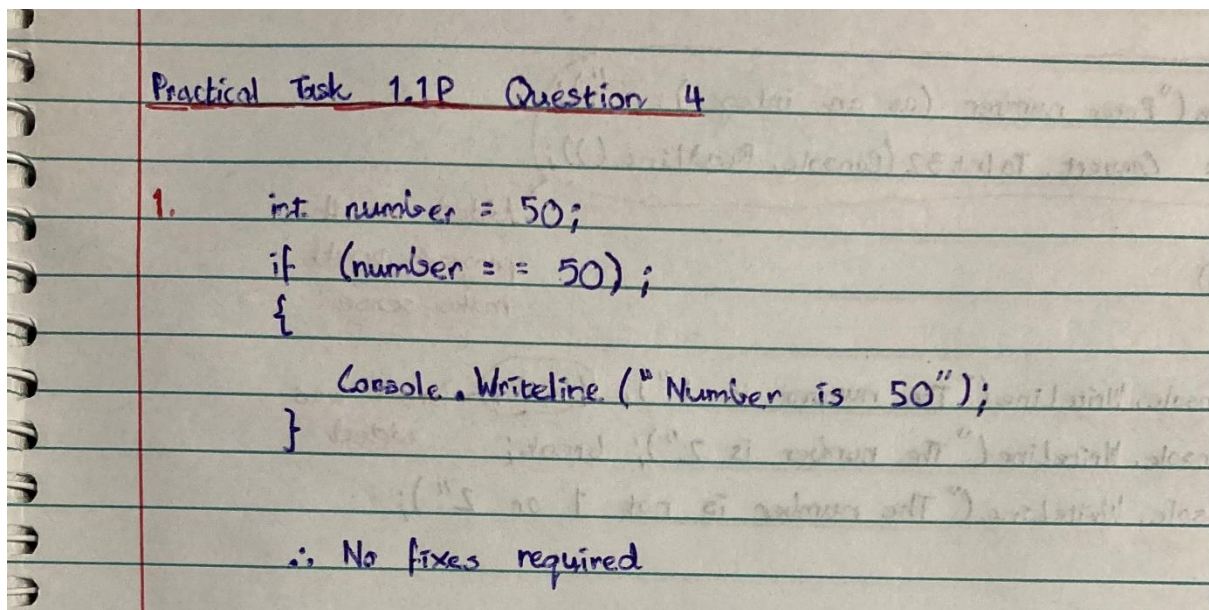 Practical Task 1.1P Question 4
1. int number = 50;
if (number = = 50);
{
Console.Writeline ("Number is 50");
}
∴ No fixes required